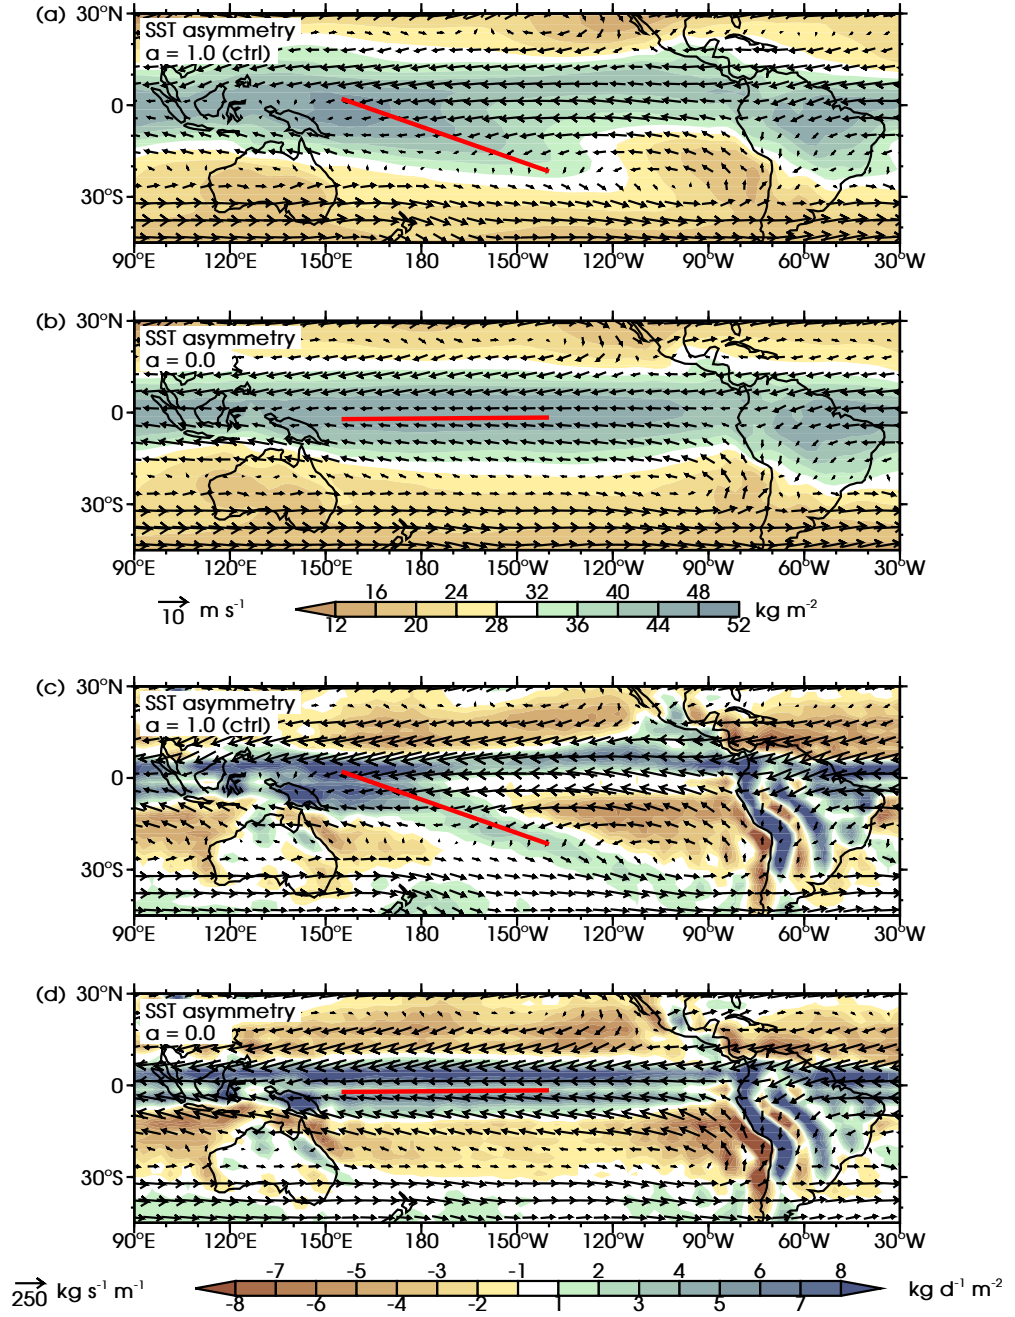 (a) 30°N
SST asymmetry
a = 1.0 (ctrl)
0
30°S
90°E 120°E 150°E 180° 150°W 120°W 90°W 60°W 30°W
(b) 30°N
SST asymmetry
a = 0.0
0
30°S
90°E 120°E 150°E 180° 150°W 120°W 90°W 60°W 30°W
16 24 32 40 48
10 m s⁻¹ kg m⁻²
12 20 28 36 44 52
(c) 30°N
SST asymmetry
a = 1.0 (ctrl)
0
30°S
90°E 120°E 150°E 180° 150°W 120°W 90°W 60°W 30°W
(d) 30°N
SST asymmetry
a = 0.0
0
30°S
90°E 120°E 150°E 180° 150°W 120°W 90°W 60°W 30°W
-7 -5 -3 -1 2 4 6 8
250 kg s⁻¹ m⁻¹ kg d⁻¹ m⁻²
-8 -6 -4 -2 1 3 5 7